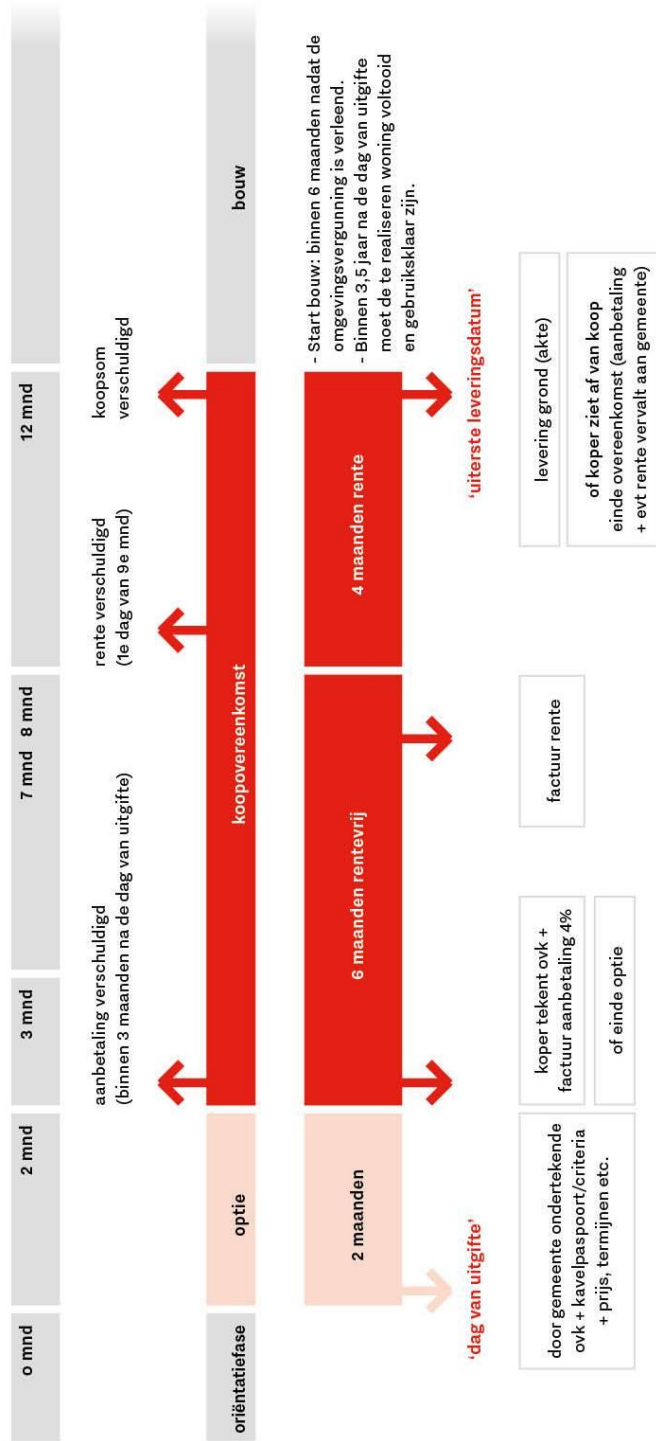 0 mnd
2 mnd
3 mnd
7 mnd
8 mnd
12 mnd
aanbetaling verschuldigd
(binnen 3 maanden na de dag van uitgifte)
rente verschuldigd
(1e dag van 9e mnd)
koopsom
verschuldigd
oriëntatiefase
optie
koopovereenkomst
bouw
2 maanden
6 maanden rentevrij
4 maanden rente
- Start bouw: binnen 6 maanden nadat de
omgevingsvergunning is verleend.
- Binnen 3,5 jaar na de dag van uitgifte
moet de te realiseren woning voltooid
en gebruiksklaar zijn.
‘dag van uitgifte’
‘uiterste leveringsdatum’
door gemeente ondertekende
ovk + kavelpaspoort/criteria
+ prijs, termijnen etc.
koper tekent ovk +
factuur aanbetaling 4%
of einde optie
factuur rente
levering grond (akte)
of koper ziet af van koop
einde overeenkomst (aanbetaling
+ evt rente vervalt aan gemeente)